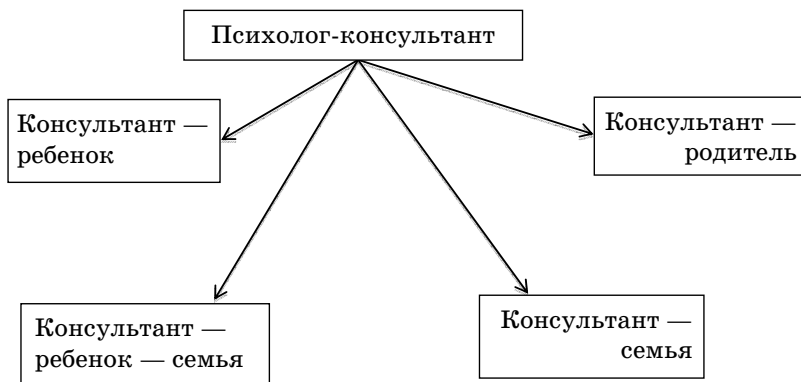 Психолог-консультант
Консультант —
ребенок
Консультант —
родитель
Консультант —
ребенок — семья
Консультант —
семья